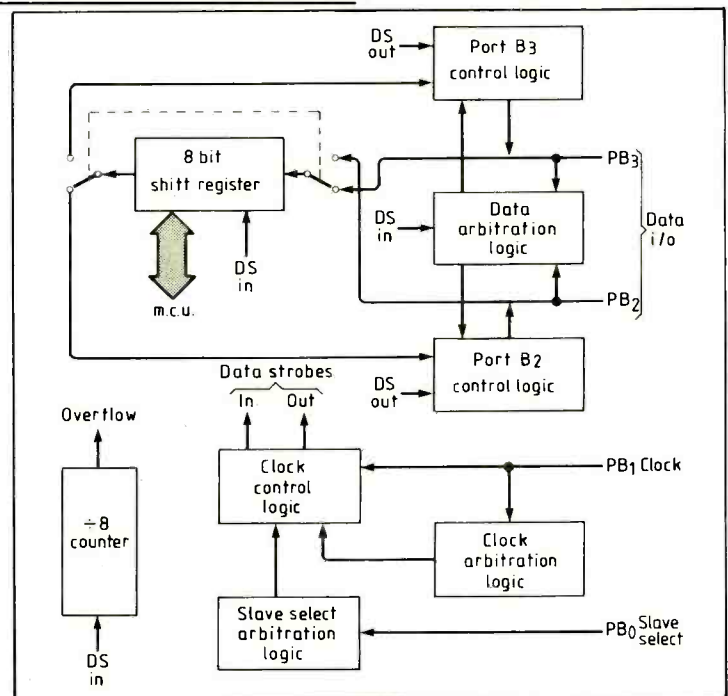 DS
out
Port B3
control logic
8 bit
shitt register
PB3
DS
in
Data
arbitration
logic
Data
i/o
DS
in
m.c.u.
PB2
Port B2
control logic
DS
out
Data strobes
In
Out
Overflow
Clock
control
logic
PB1 Clock
÷8
counter
Clock
arbitration
logic
Slave select
arbitration
logic
PB0 Slave
select
DS
in